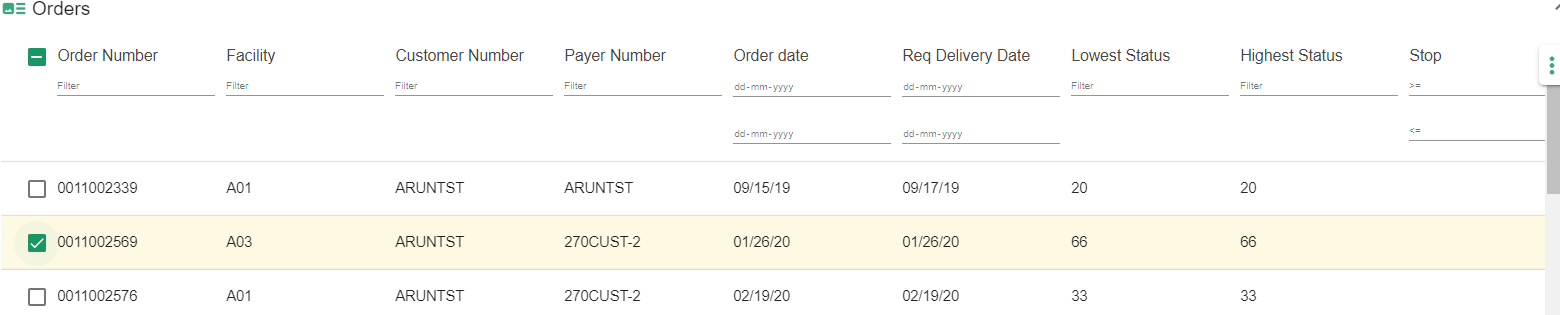 Orders
Order Number Facility Customer Number Payer Number Order date Req Delivery Date Lowest Status Highest Status Stop
Filter Filter Filter Filter dd-mm-yyyy dd-mm-yyyy Filter Filter >=
dd-mm-yyyy dd-mm-yyyy <=
0011002339 A01 ARUNTST ARUNTST 09/15/19 09/17/19 20 20
0011002569 A03 ARUNTST 270CUST-2 01/26/20 01/26/20 66 66
0011002576 A01 ARUNTST 270CUST-2 02/19/20 02/19/20 33 33